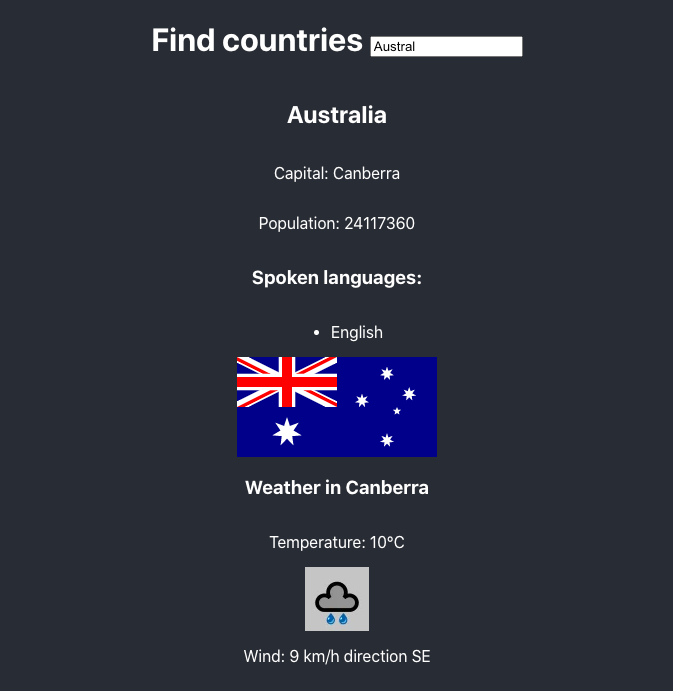 Find countries Austral
Australia
Capital: Canberra
Population: 24117360
Spoken languages:
• English
Weather in Canberra
Temperature: 10°C
Wind: 9 km/h direction SE